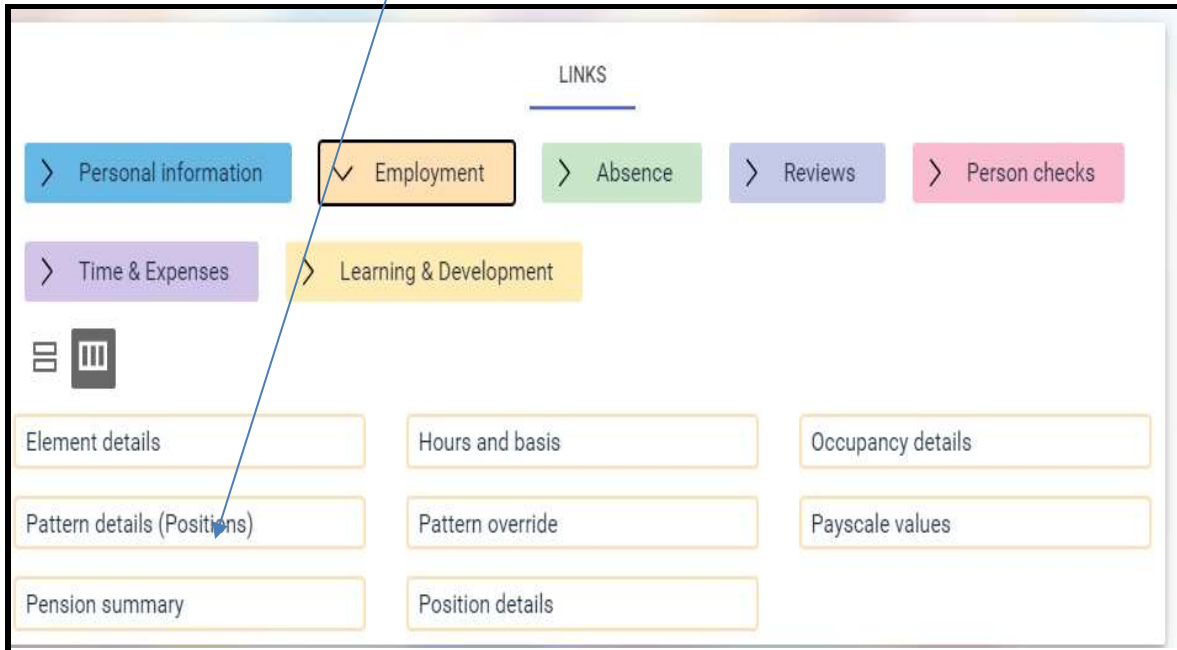 LINKS
Personal information Employment Absence Reviews Person checks
Time & Expenses Learning & Development
Element details Hours and basis Occupancy details
Pattern details (Positions) Pattern override Payscale values
Pension summary Position details